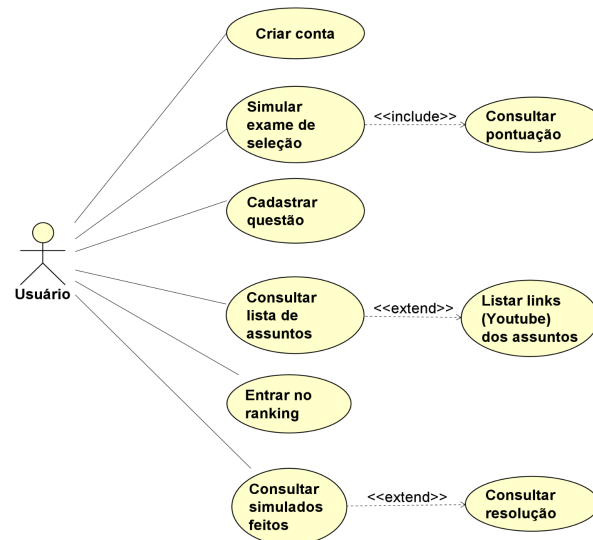 Criar conta
Simular
exame de
seleção
<<include>>
Consultar
pontuação
Cadastrar
questão
Usuário
Consultar
lista de
assuntos
<<extend>>
Listar links
(Youtube)
dos assuntos
Entrar no
ranking
Consultar
simulados
feitos
<<extend>>
Consultar
resolução